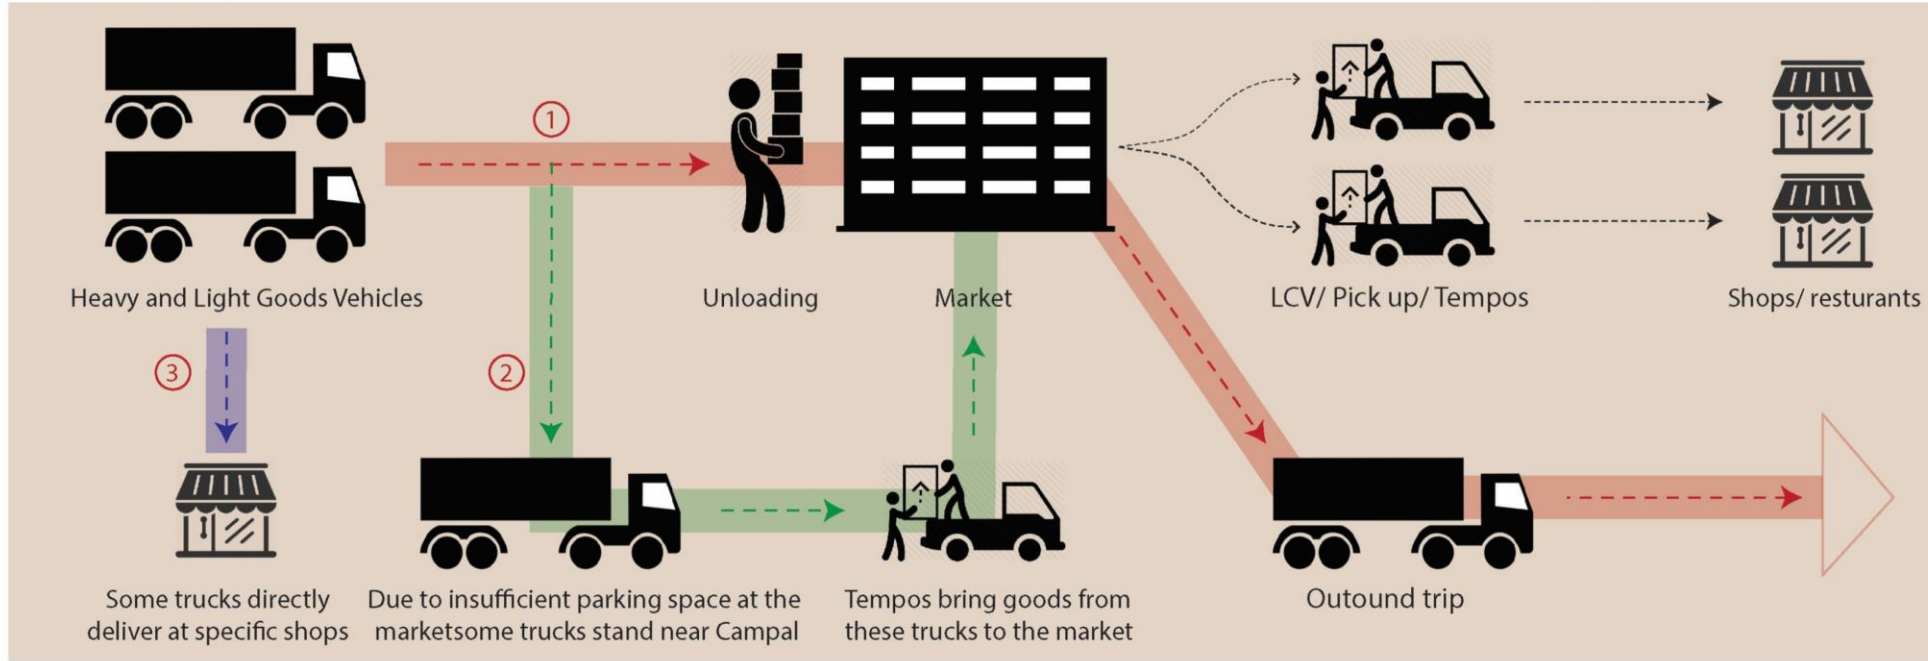 1
Heavy and Light Goods Vehicles
Unloading
Market
LCV/ Pick up/ Tempos
Shops/ resturants
3
2
Some trucks directly
deliver at specific shops
Due to insufficient parking space at the
marketsome trucks stand near Campal
Tempos bring goods from
these trucks to the market
Outound trip